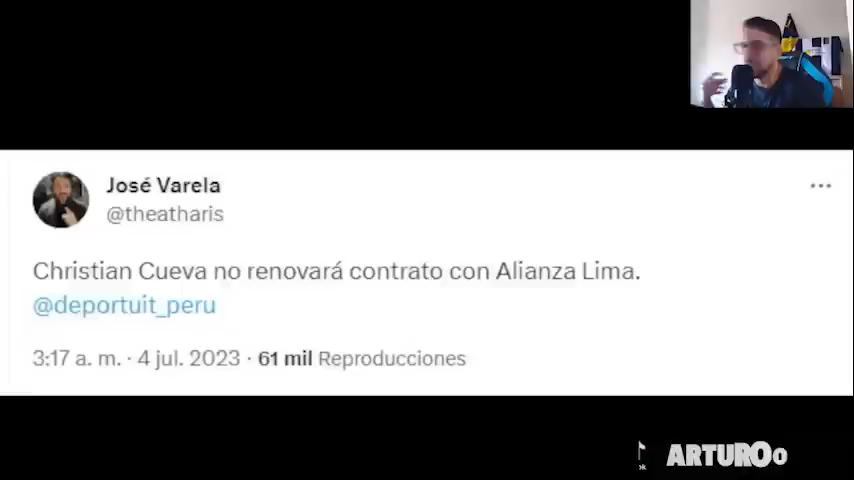 José Varela
@theatharis
Christian Cueva no renovará contrato con Alianza Lima.
@deportuit_peru
3:17 a. m. · 4 jul. 2023 · 61 mil Reproducciones
ARTUROo